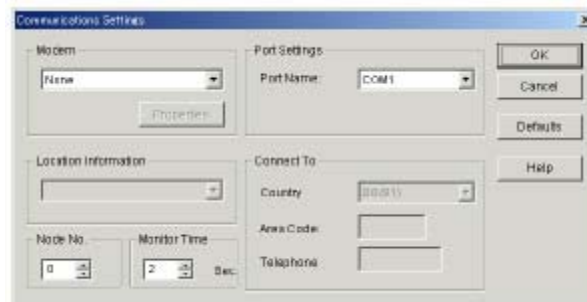 Communications Settings
Modem
None
Properties
Port Settings
Port Name:
COM1
OK
Cancel
Defaults
Help
Location Information
Connect To
Country
Area Code:
Telephone
Node No.
0
Monitor Time
2
Sec.